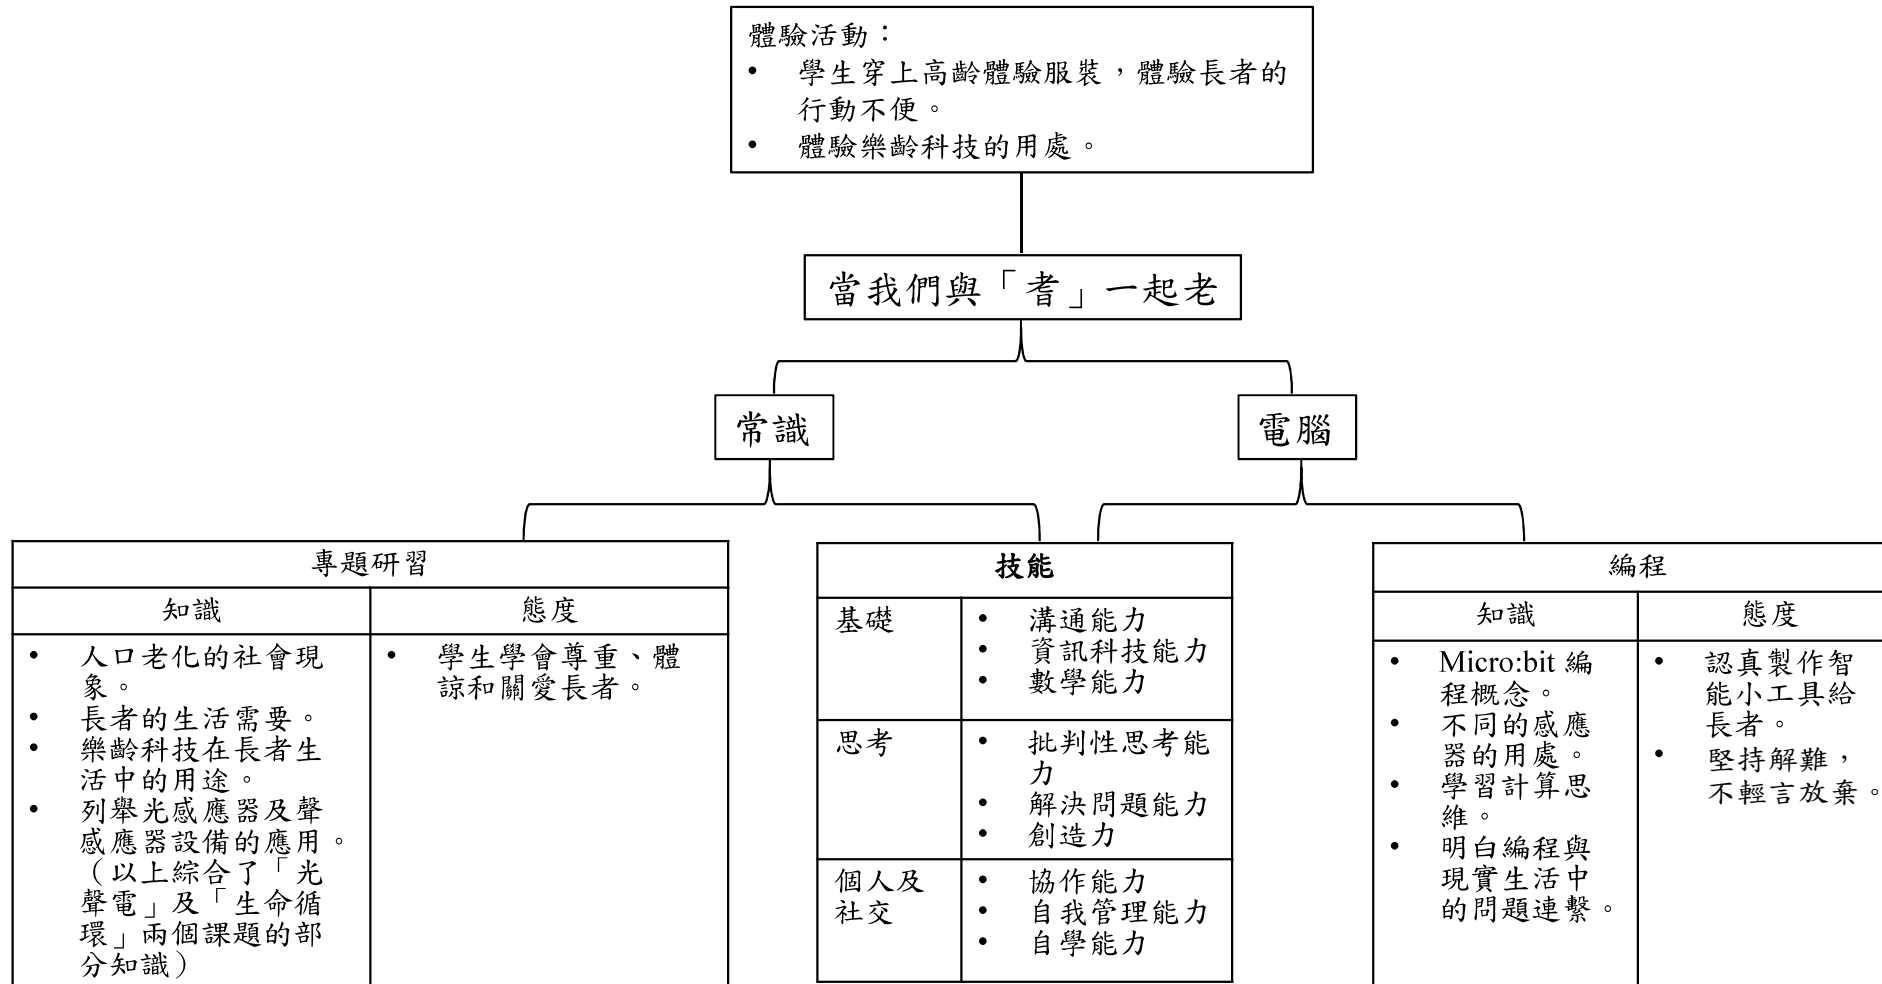 體驗活動：
• 學生穿上高齡體驗服裝，體驗長者的
行動不便。
• 體驗樂齡科技的用處。
當我們與「耆」一起老
常識
電腦
專題研習
知識
態度
• 人口老化的社會現
象。
• 長者的生活需要。
• 樂齡科技在長者生
活中的用途。
• 列舉光感應器及聲
感應器設備的應用。
（以上綜合了「光
聲電」及「生命循
環」兩個課題的部
分知識）
• 學生學會尊重、體
諒和關愛長者。
技能
基礎
• 溝通能力
• 資訊科技能力
• 數學能力
思考
• 批判性思考能
力
• 解決問題能力
• 創造力
個人及
社交
• 協作能力
• 自我管理能力
• 自學能力
編程
知識
態度
• Micro:bit 編
程概念。
• 不同的感應
器的用處。
• 學習計算思
維。
• 明白編程與
現實生活中
的問題連繫。
• 認真製作智
能小工具給
長者。
• 堅持解難，
不輕言放棄。